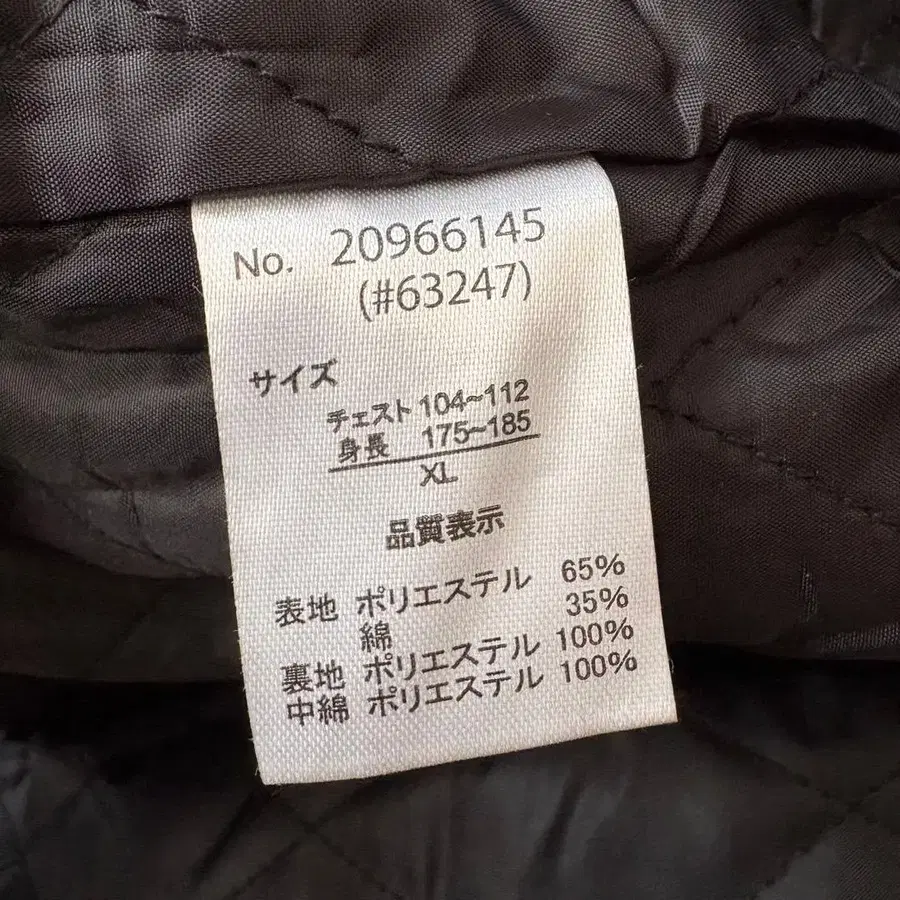 No. 20966145
(#63247)
サイズ
チェスト 104~112
身長 175~185
XL
品質表示
表地 ポリエステル 65%
綿 35%
裏地 ポリエステル 100%
中綿 ポリエステル 100%